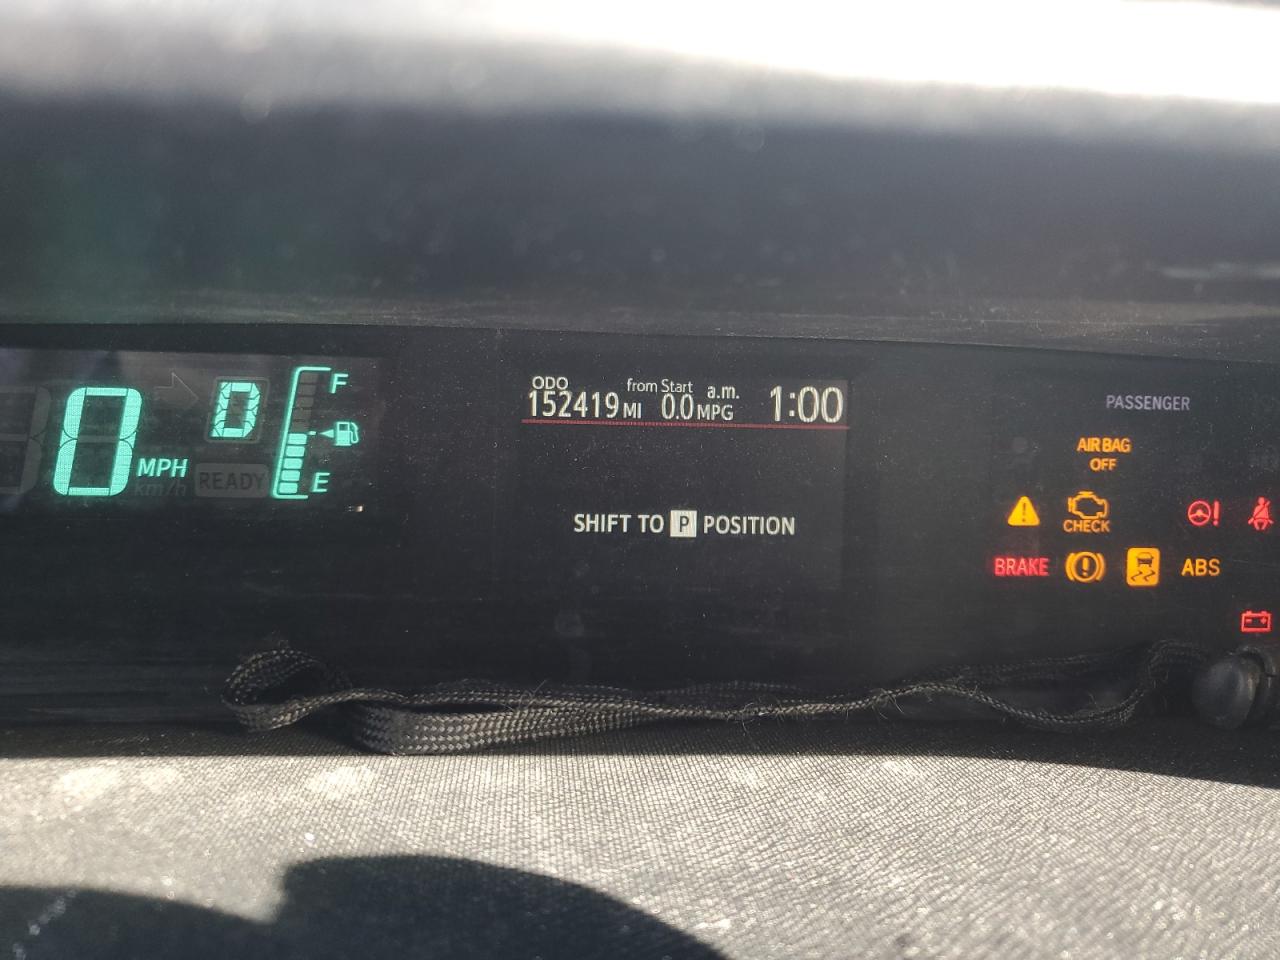 0
MPH
km/h
D
READY
F
E
ODO
152419 MI
from Start
0.0 MPG
a.m.
1:00
SHIFT TO P POSITION
PASSENGER
AIR BAG
OFF
CHECK
BRAKE
ABS